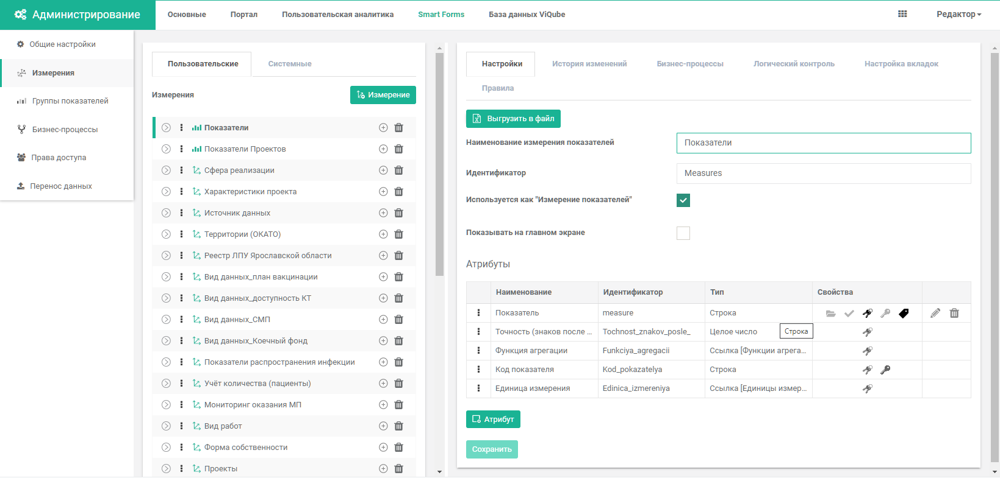 Администрирование
Основные
Портал
Пользовательская аналитика
Smart Forms
База данных ViQube
Редактор
Общие настройки
Измерения
Группы показателей
Бизнес-процессы
Права доступа
Перенос данных
Пользовательские
Системные
Измерения
Измерение
Показатели
Показатели Проектов
Сфера реализации
Характеристики проекта
Источник данных
Территории (ОКАТО)
Реестр ЛПУ Ярославской области
Вид данных_план вакцинации
Вид данных_доступность КТ
Вид данных_СМП
Вид данных_Коечный фонд
Показатели распространения инфекции
Учёт количества (пациенты)
Мониторинг оказания МП
Вид работ
Форма собственности
Проекты
Настройки
История изменений
Бизнес-процессы
Логический контроль
Настройка вкладок
Правила
Выгрузить в файл
Наименование измерения показателей
Показатели
Идентификатор
Measures
Используется как "Измерение показателей"
Показывать на главном экране
Атрибуты
Наименование Идентификатор Тип Свойства
Показатель measure Строка
Точность (знаков после ... Tochnost_znakov_posle_ Целое число
Строка
Функция агрегации Funkciya_agregacii Ссылка [Функции агрега...
Код показателя Kod_pokazatelya Строка
Единица измерения Edinica_izmereniya Ссылка [Единицы измер...
Атрибут
Сохранить